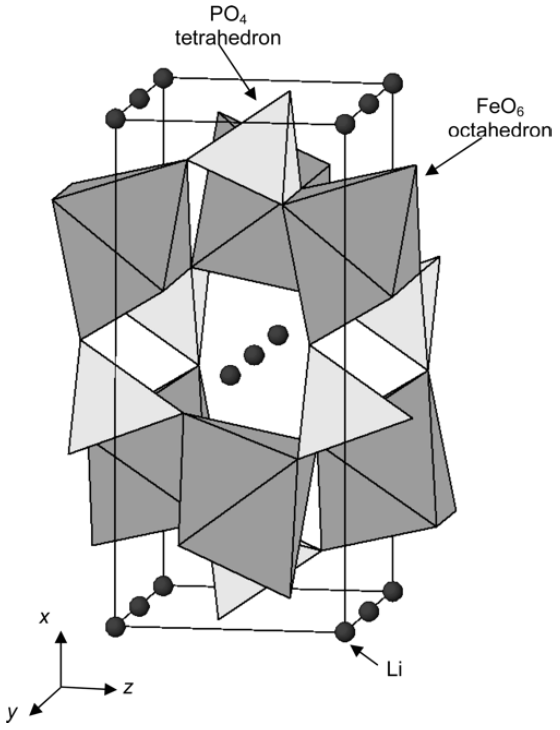 PO₄
tetrahedron
FeO₆
octahedron
x
z
y
Li